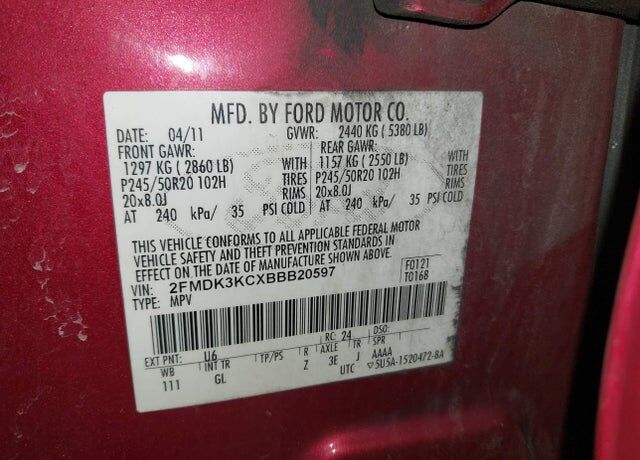 MFD. BY FORD MOTOR CO.
DATE: 04/11 GVWR: 2440 KG ( 5380 LB)
FRONT GAWR: REAR GAWR:
1297 KG ( 2860 LB) WITH 1157 KG ( 2550 LB) WITH
P245/50R20 102H TIRES P245/50R20 102H TIRES
20x8.0J RIMS 20x8.0J RIMS
AT 240 kPa/ 35 PSI COLD AT 240 kPa/ 35 PSI COLD
THIS VEHICLE CONFORMS TO ALL APPLICABLE FEDERAL MOTOR
VEHICLE SAFETY AND THEFT PREVENTION STANDARDS IN
EFFECT ON THE DATE OF MANUFACTURE SHOWN ABOVE.
VIN: 2FMDK3KCXBBB20597 F0121
TYPE: MPV T0168
RC: 24 DSO:
EXT PNT: U6
WB INT TR TP/PS R AXLE TR SPR
111 GL Z 3E J AAAA
UTC ▽5U5A-1520472-BA